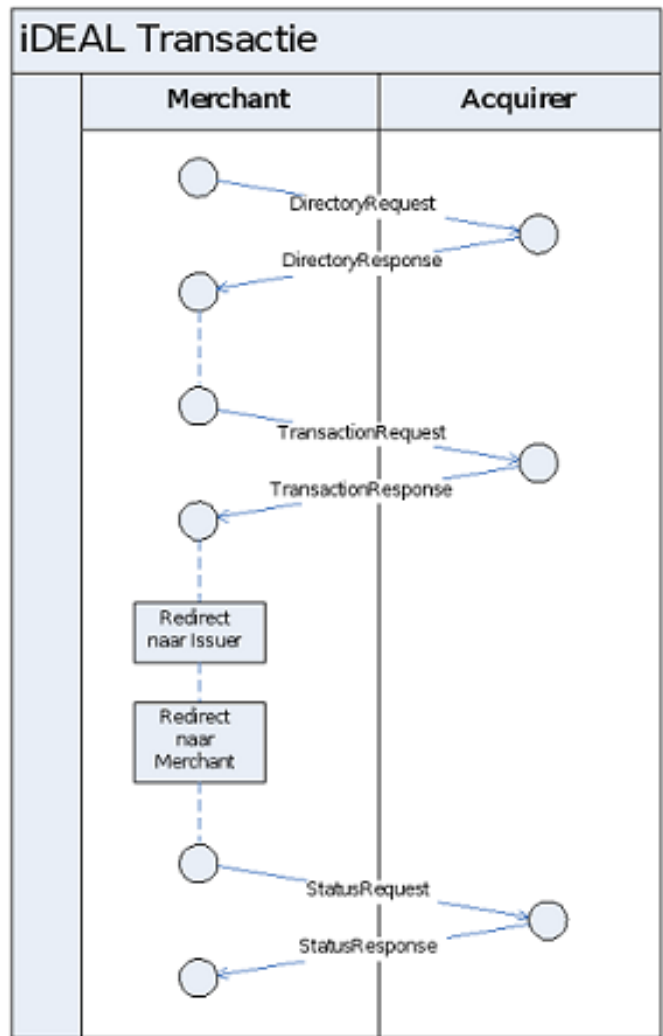 iDEAL Transactie
Merchant
Acquirer
DirectoryRequest
DirectoryResponse
TransactionRequest
TransactionResponse
Redirect
naar Issuer
Redirect
naar
Merchant
StatusRequest
StatusResponse